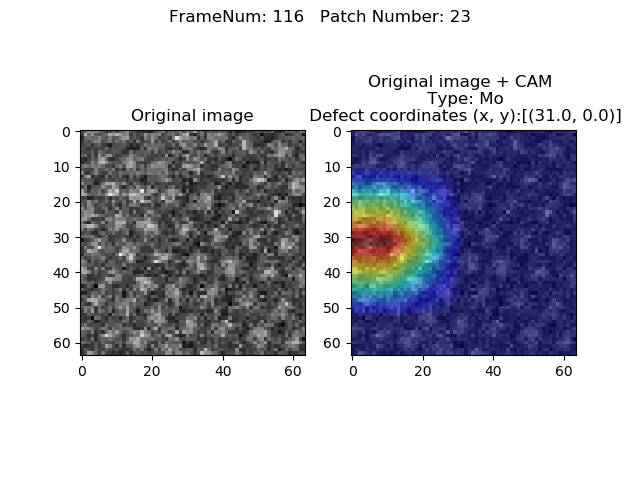 FrameNum: 116   Patch Number: 23
Original image
Original image + CAM
Type: Mo
Defect coordinates (x, y):[(31.0, 0.0)]
0
10
20
30
40
50
60
0 20 40 60
0
10
20
30
40
50
60
0 20 40 60